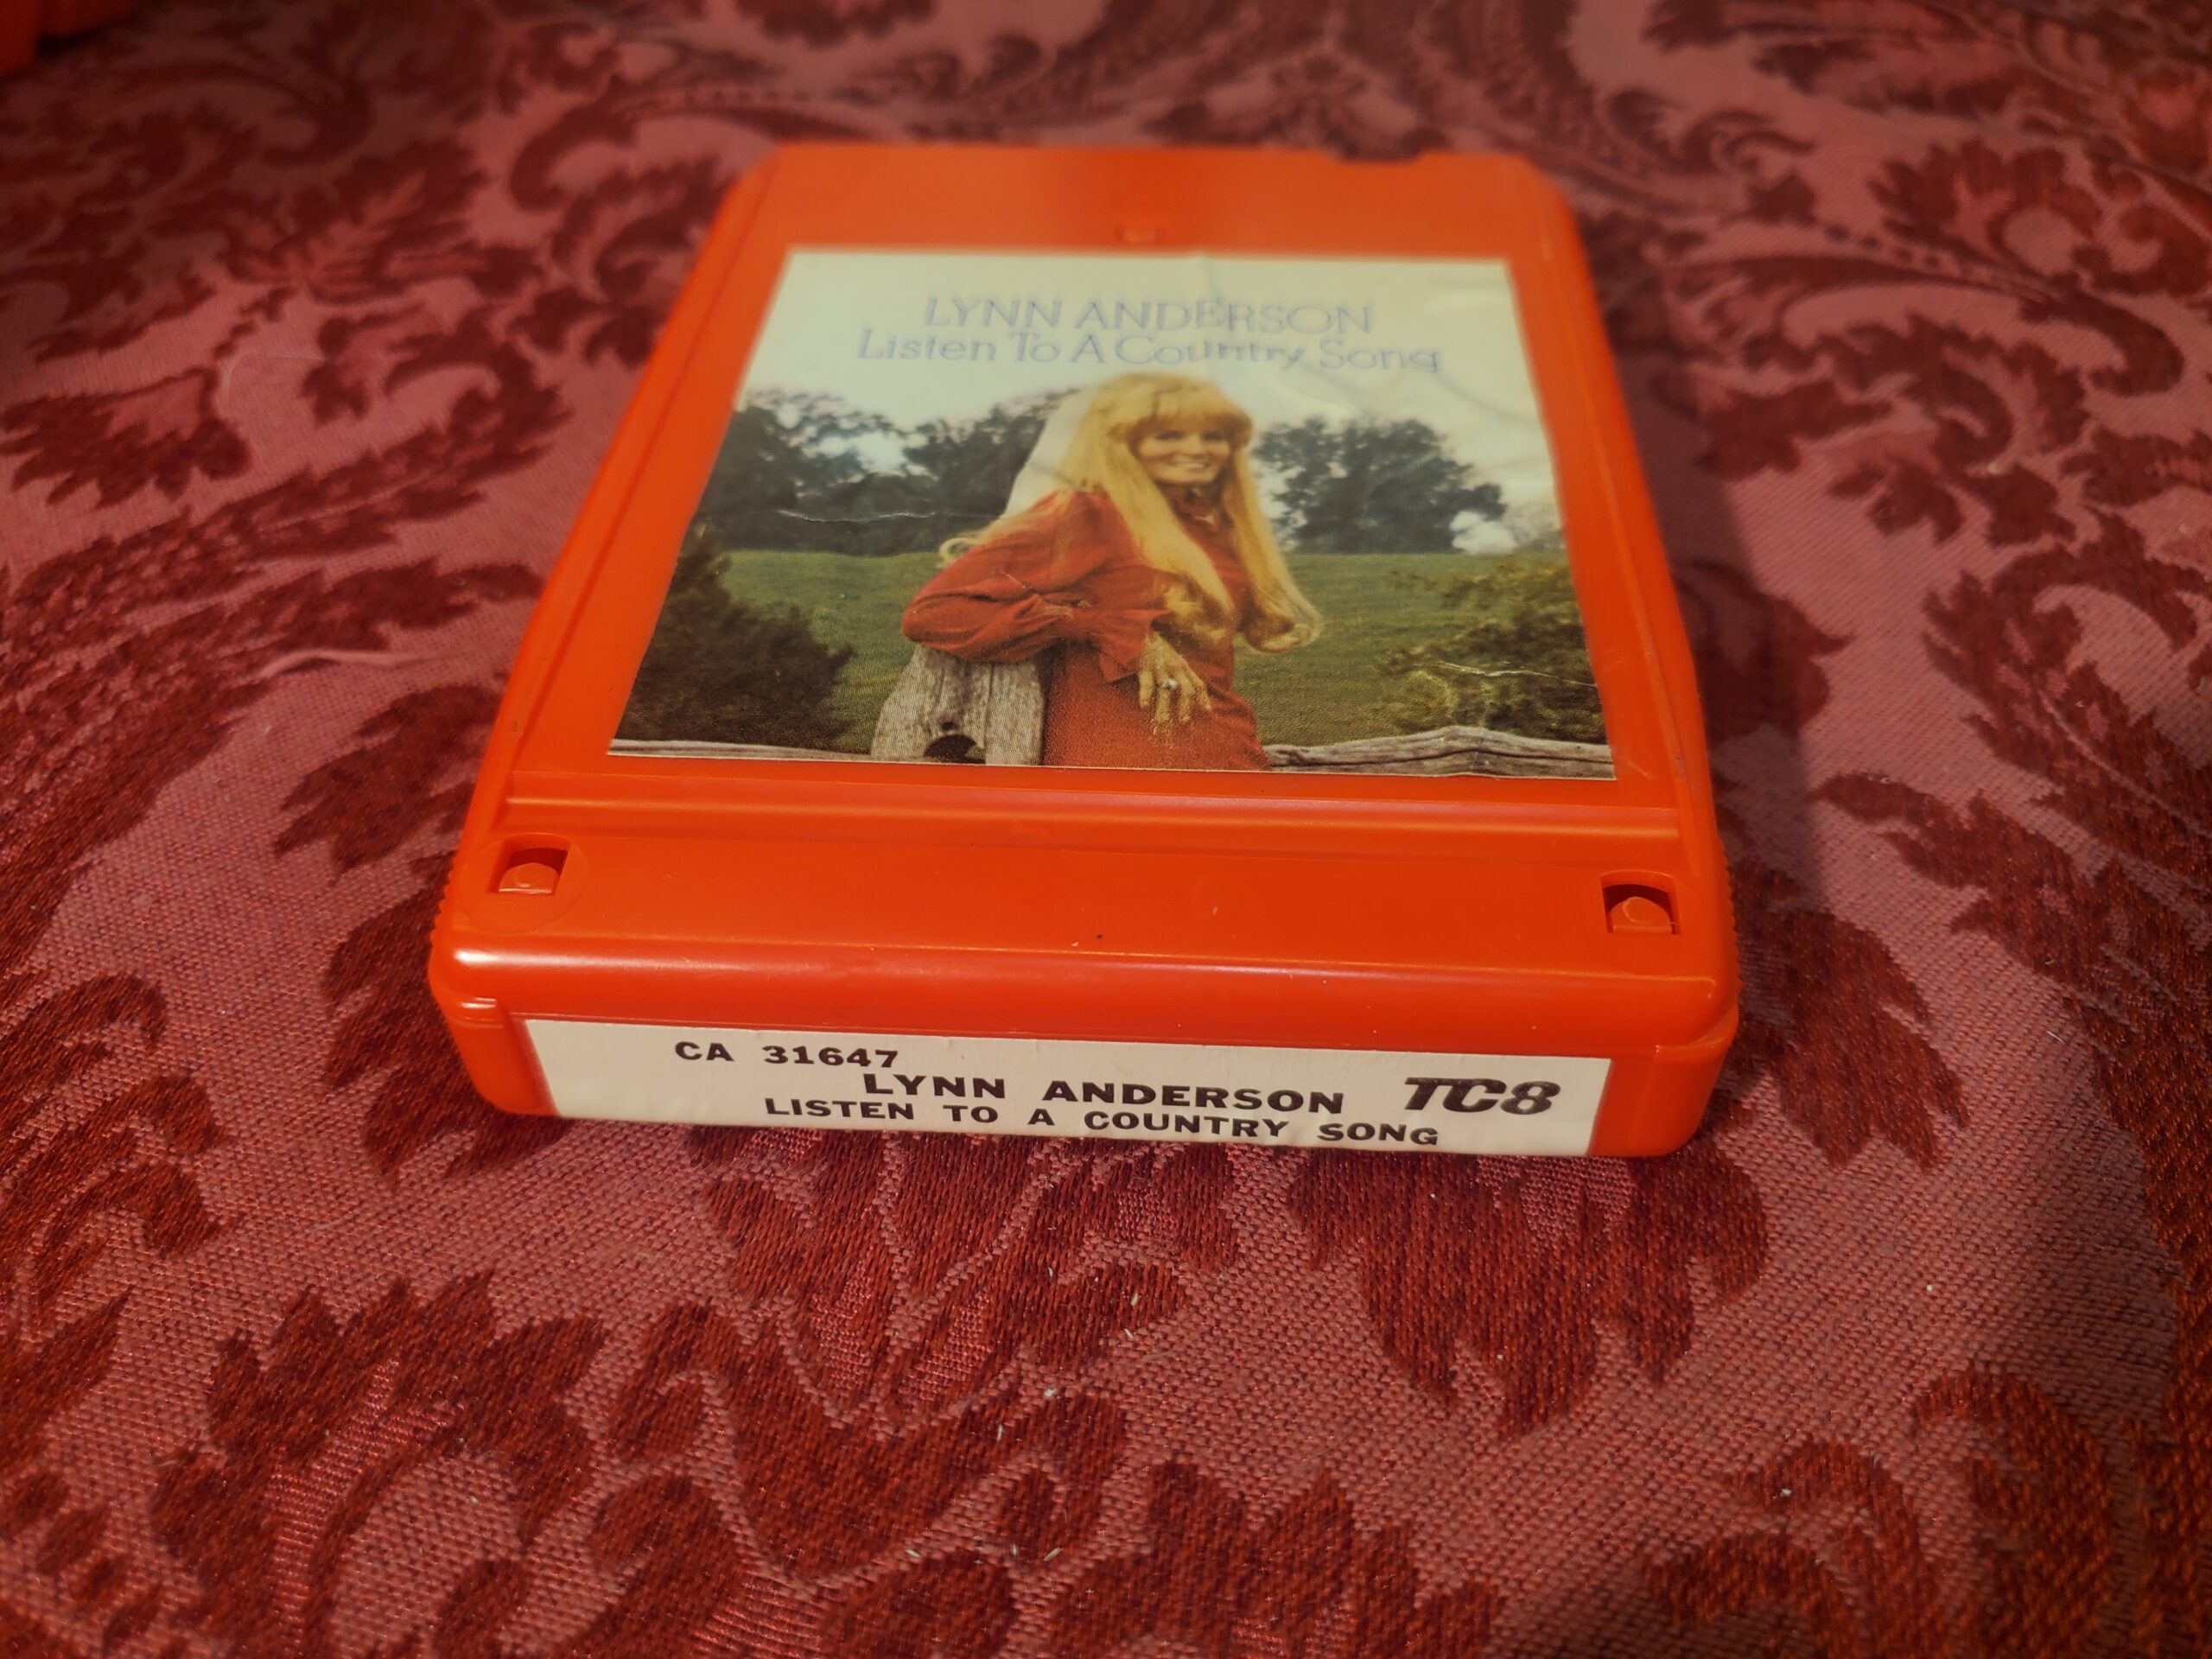 LYNN ANDERSON
Listen To A Country Song
CA 31647
LYNN ANDERSON TC8
LISTEN TO A COUNTRY SONG